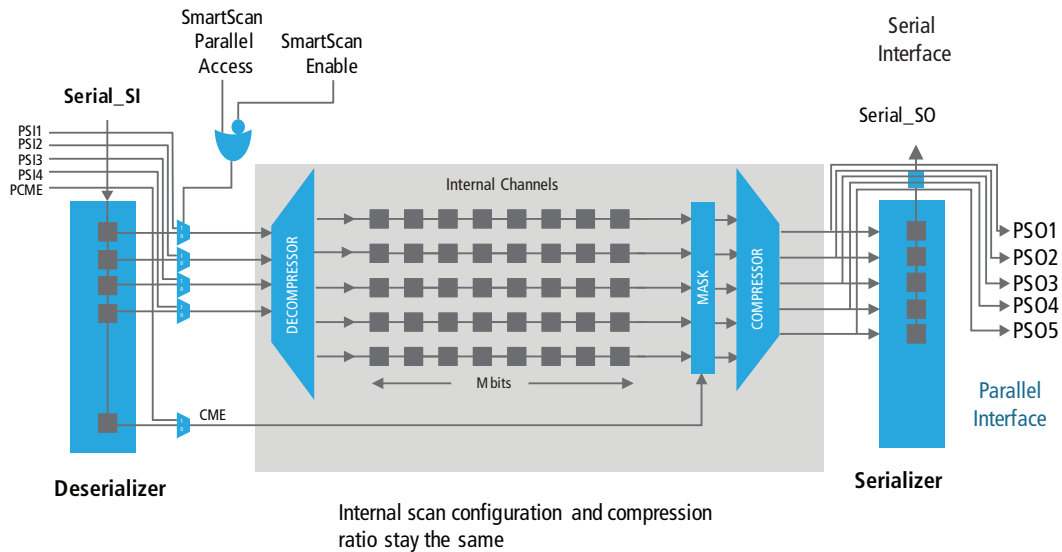 SmartScan
Parallel
Access
SmartScan
Enable
Serial
Interface
Serial_SI
Serial_SO
PSI1
PSI2
PSI3
PSI4
PCME
Internal Channels
DECOMPRESSOR
MASK
COMPRESSOR
PSO1
PSO2
PSO3
PSO4
PSO5
M bits
CME
Parallel
Interface
Deserializer
Serializer
Internal scan configuration and compression
ratio stay the same